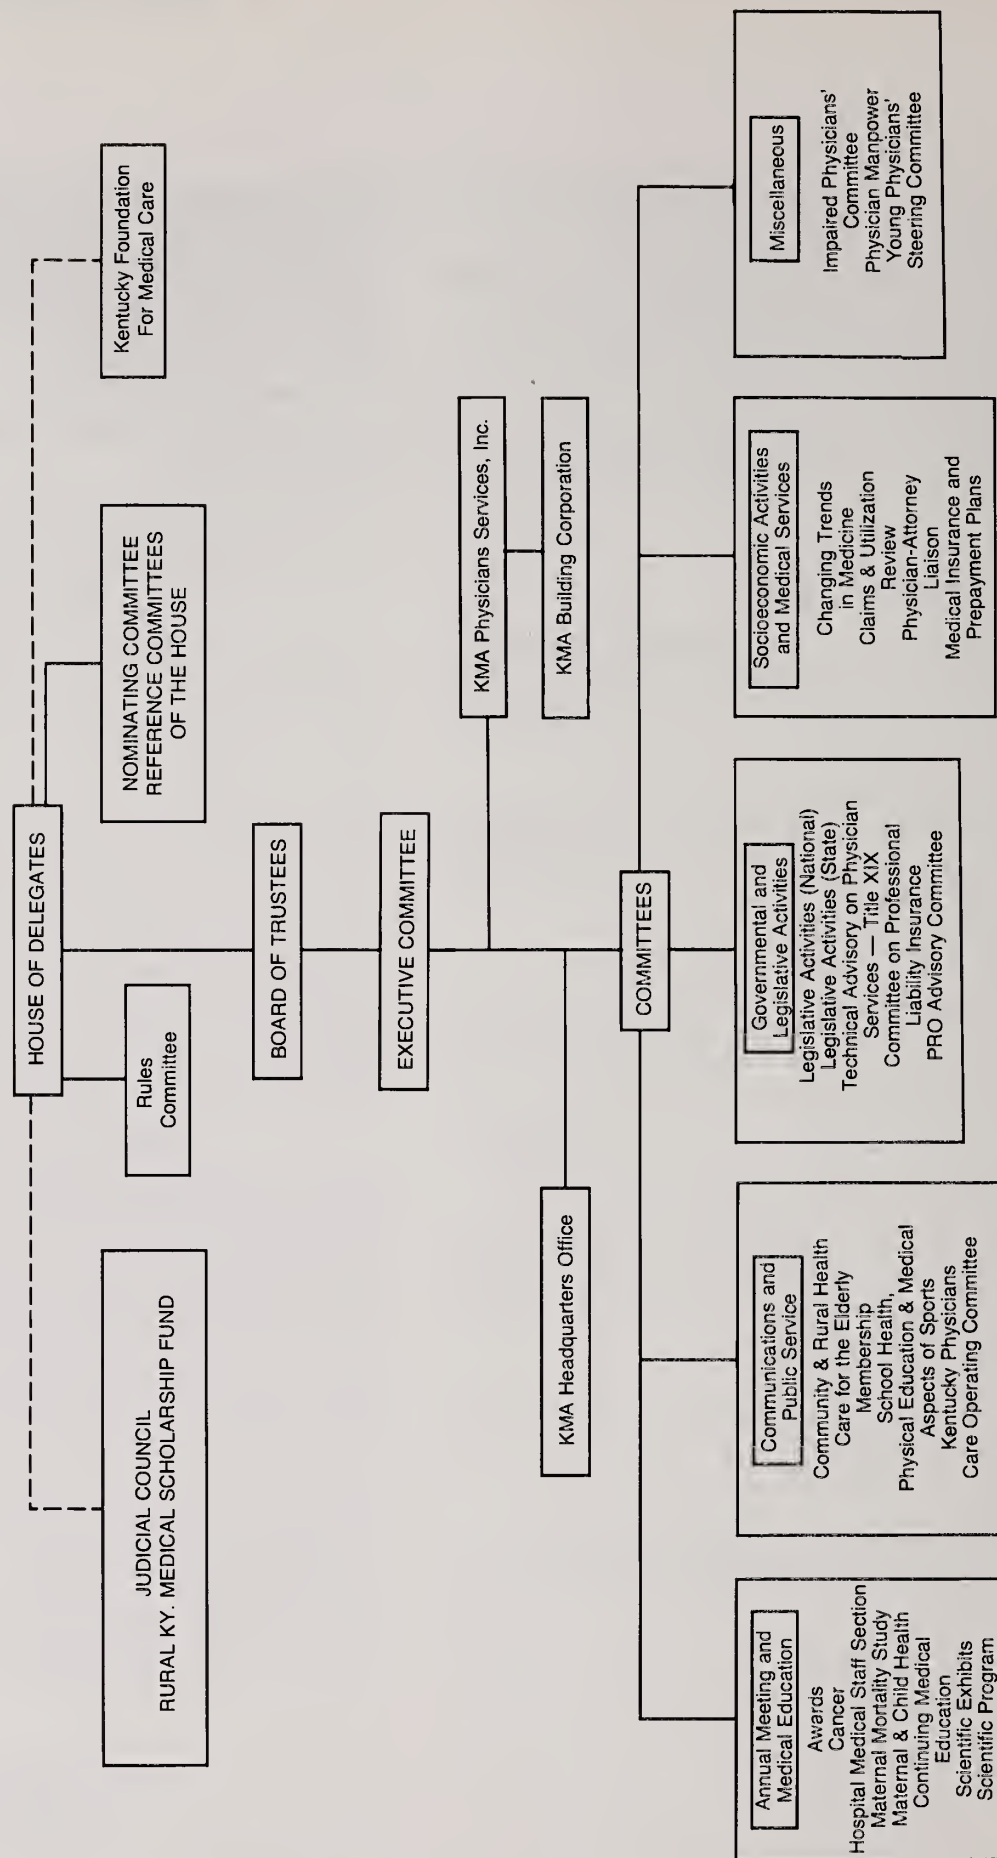 HOUSE OF DELEGATES
JUDICIAL COUNCIL
RURAL KY. MEDICAL SCHOLARSHIP FUND
Rules
Committee
NOMINATING COMMITTEE
REFERENCE COMMITTEES
OF THE HOUSE
Kentucky Foundation
For Medical Care
BOARD OF TRUSTEES
EXECUTIVE COMMITTEE
KMA Physicians Services, Inc.
KMA Building Corporation
KMA Headquarters Office
COMMITTEES
Annual Meeting and
Medical Education
Awards
Cancer
Hospital Medical Staff Section
Maternal Mortality Study
Maternal & Child Health
Continuing Medical
Education
Scientific Exhibits
Scientific Program
Communications and
Public Service
Community & Rural Health
Care for the Elderly
Membership
School Health,
Physical Education & Medical
Aspects of Sports
Kentucky Physicians
Care Operating Committee
Governmental and
Legislative Activities
Legislative Activities (National)
Legislative Activities (State)
Technical Advisory on Physician
Services — Title XIX
Committee on Professional
Liability Insurance
PRO Advisory Committee
Socioeconomic Activities
and Medical Services
Changing Trends
in Medicine
Claims & Utilization
Review
Physician-Attorney
Liaison
Medical Insurance and
Prepayment Plans
Miscellaneous
Impaired Physicians'
Committee
Physician Manpower
Young Physicians'
Steering Committee